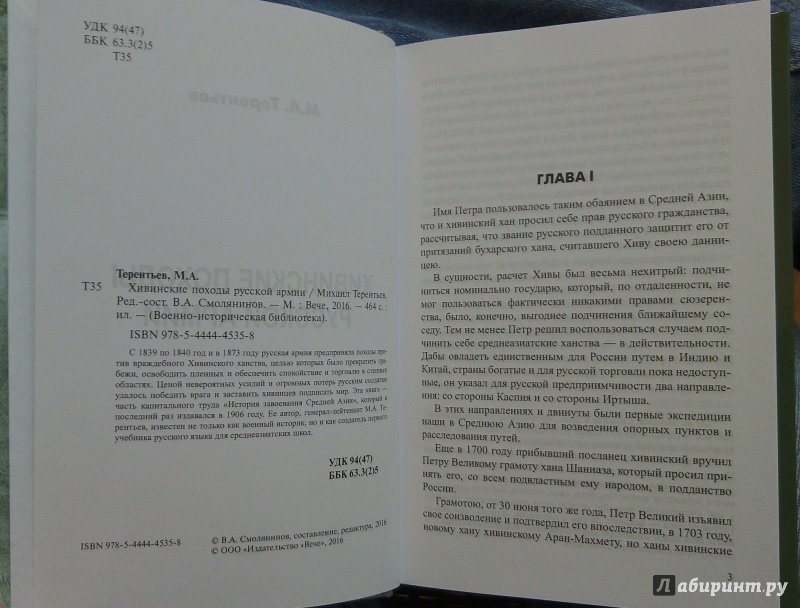 УДК 94(47)
ББК 63.3(2)5
Т35
М.А. Терентьев
Терентьев, М.А.
Т35 Хивинские походы русской армии / Михаил Терентьев.
Ред.-сост. В.А. Смолянинов. — М. : Вече, 2016. — 464 с. :
ил. — (Военно-историческая библиотека).
ISBN 978-5-4444-4535-8
С 1839 по 1840 год и в 1873 году русская армия предприняла походы про-
тив враждебного Хивинского ханства, целью которых было прекратить гра-
бежи, освободить пленных и обеспечить спокойствие и торговлю в степных
областях. Ценой невероятных усилий и огромных потерь русским солдатам
удалось победить врага и заставить хивинцев подписать мир. Эта книга —
часть капитального труда «История завоевания Средней Азии», который в
последний раз издавался в 1906 году. Ее автор, генерал-лейтенант М.А. Те-
рентьев, известен не только как военный историк, но и как создатель первого
учебника русского языка для среднеазиатских школ.
УДК 94(47)
ББК 63.3(2)5
ISBN 978-5-4444-4535-8
© В.А. Смолянинов, составление, редактура, 2016
© ООО «Издательство «Вече», 2016
ГЛАВА I
Имя Петра пользовалось таким обаянием в Средней Азии,
что и хивинский хан просил себе прав русского гражданства,
рассчитывая, что звание русского подданного защитит его от
притязаний бухарского хана, считавшего Хиву своею данни-
цею.
В сущности, расчет Хивы был весьма нехитрый: подчи-
ниться номинально государю, который, по отдаленности, не
мог пользоваться фактически никакими правами сюзерен-
ства, было, конечно, выгоднее подчинения ближайшему со-
седу. Тем не менее Петр решил воспользоваться случаем под-
чинить себе среднеазиатские ханства — в действительности.
Дабы овладеть единственным для России путем в Индию и
Китай, страны богатые и для русской торговли пока недоступ-
ные, он указал для русской предприимчивости два направле-
ния: со стороны Каспия и со стороны Иртыша.
В этих направлениях и двинуты были первые экспедиции
наши в Среднюю Азию для возведения опорных пунктов и
расследования путей.
Еще в 1700 году прибывший посланец хивинский вручил
Петру Великому грамоту хана Шаниаза, который просил при-
нять его, со всем подвластным ему народом, в подданство
России.
Грамотою, от 30 июня того же года, Петр Великий изъявил
свое соизволение и подтвердил его впоследствии, в 1703 году,
новому хану хивинскому Аран-Махмету, но ханы хивинские
3
Лабиринт.ру